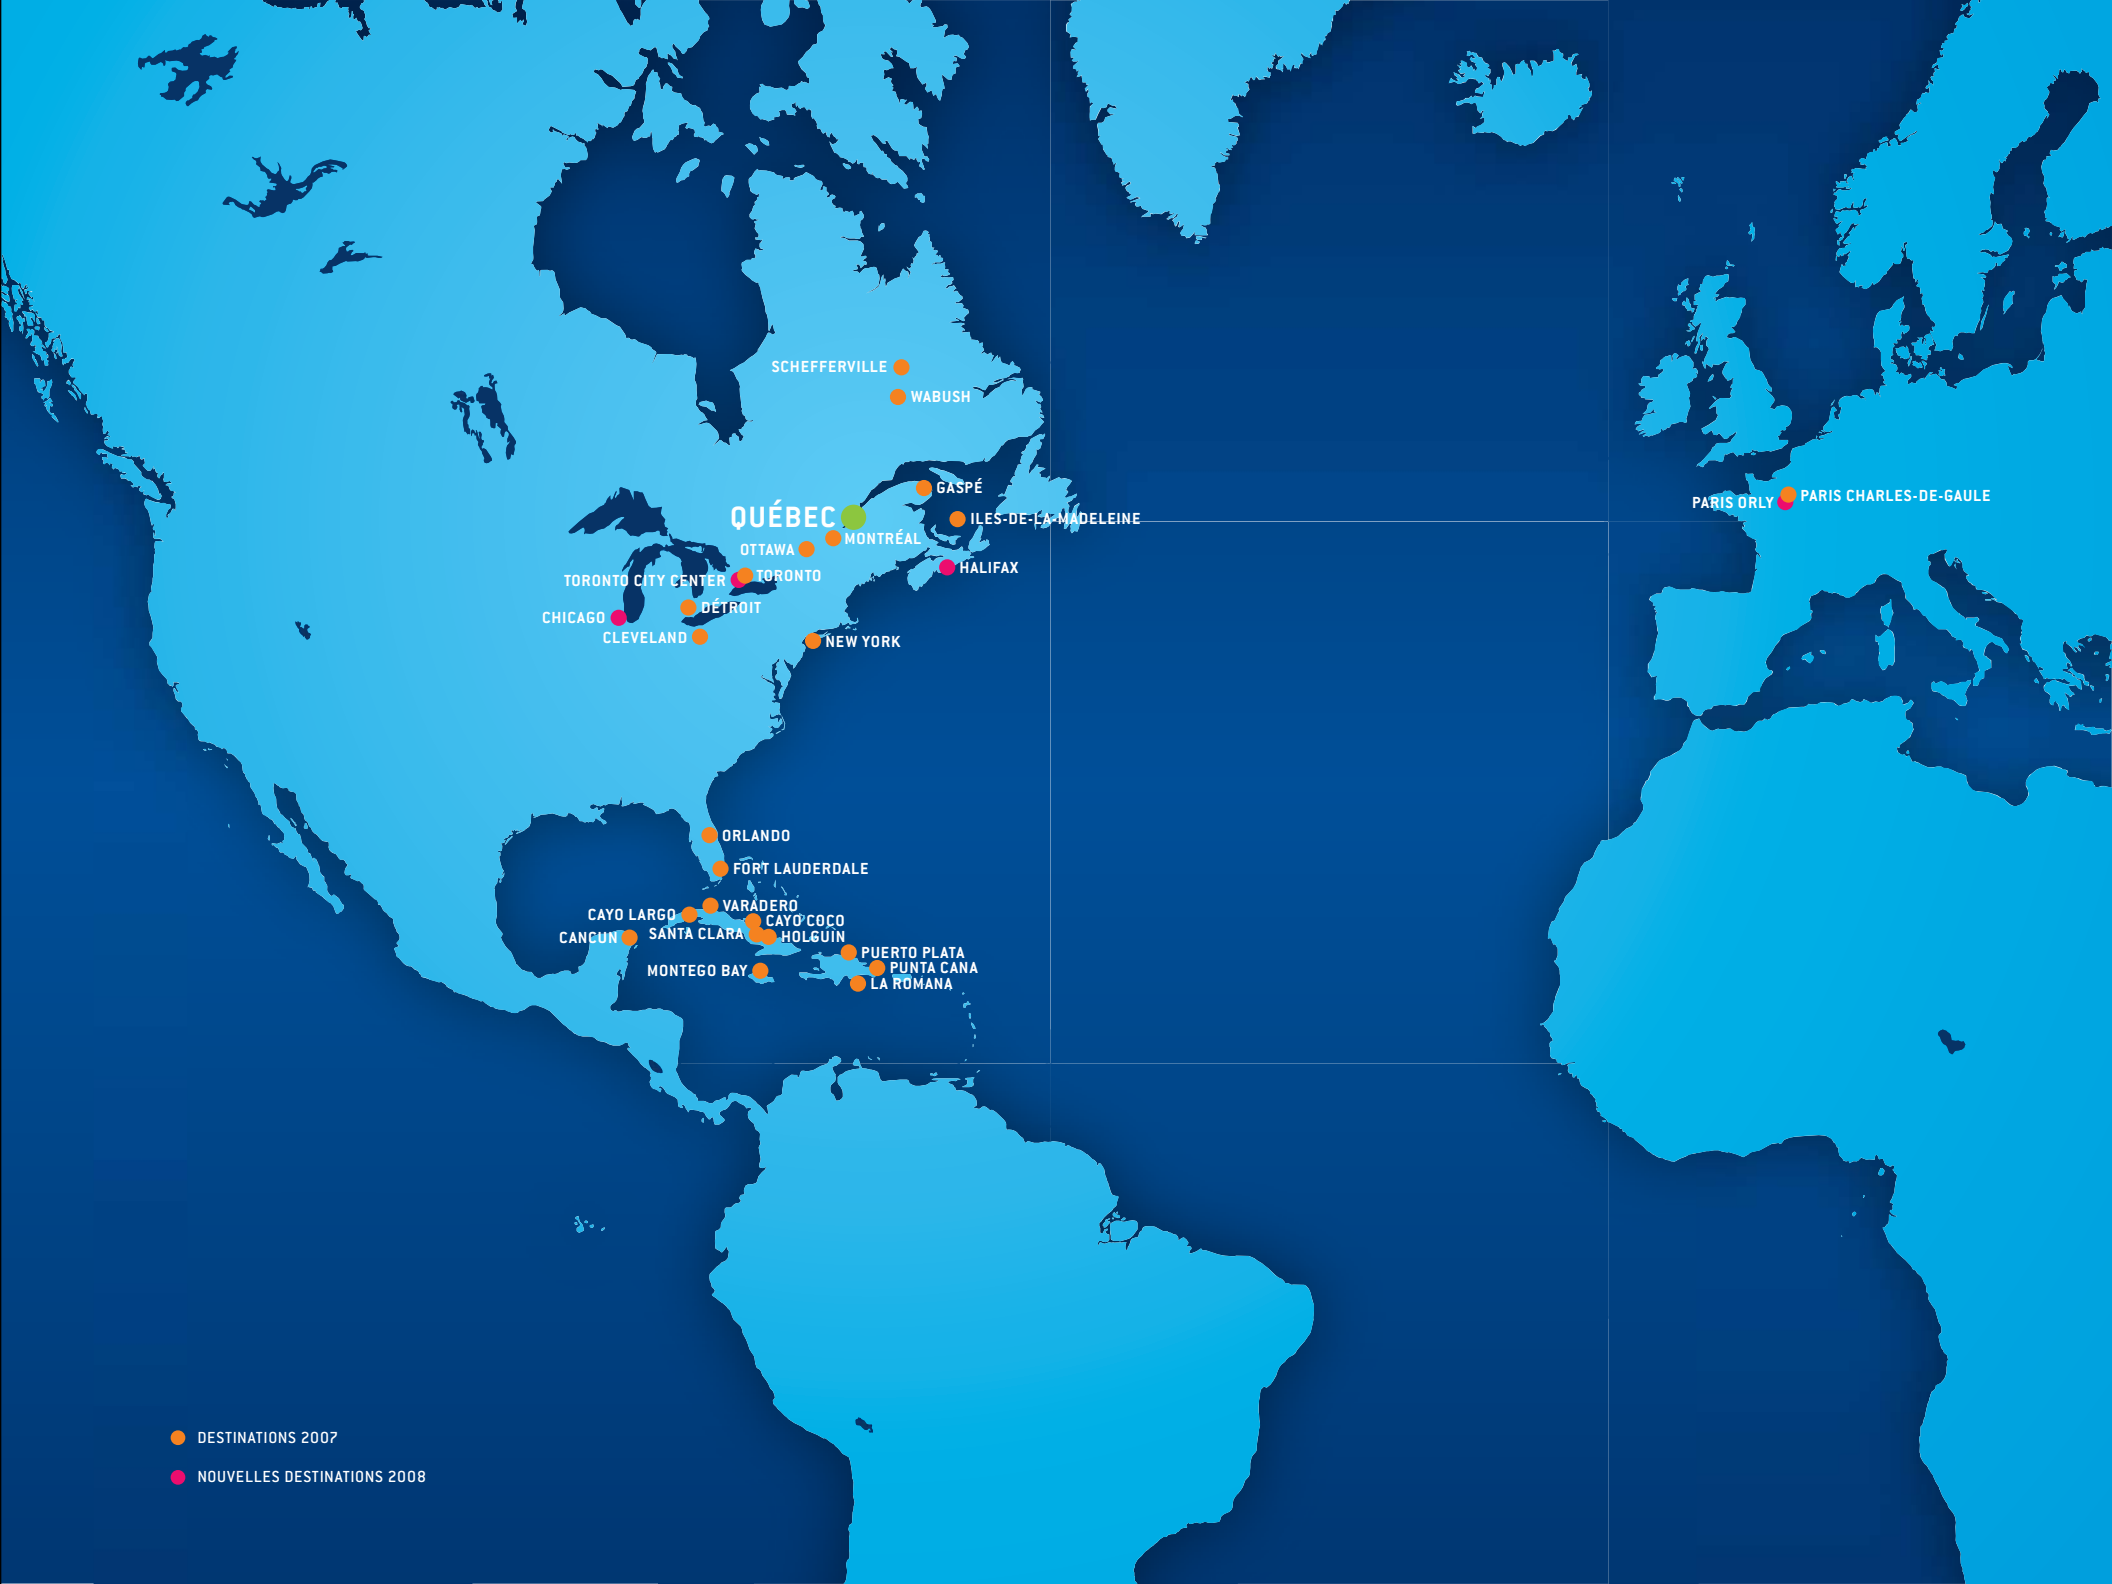 SCHEFFERVILLE
WABUSH
GASPÉ
QUÉBEC
ILES-DE-LA-MADELEINE
MONTRÉAL
OTTAWA
TORONTO CITY CENTER
TORONTO
HALIFAX
DÉTROIT
CHICAGO
CLEVELAND
NEW YORK
PARIS ORLY
PARIS CHARLES-DE-GAULE
ORLANDO
FORT LAUDERDALE
VARADERO
CAYO LARGO
CAYO COCO
SANTA CLARA
HOLGUIN
CANCUN
PUERTO PLATA
PUNTA CANA
MONTEGO BAY
LA ROMANA
DESTINATIONS 2007
NOUVELLES DESTINATIONS 2008